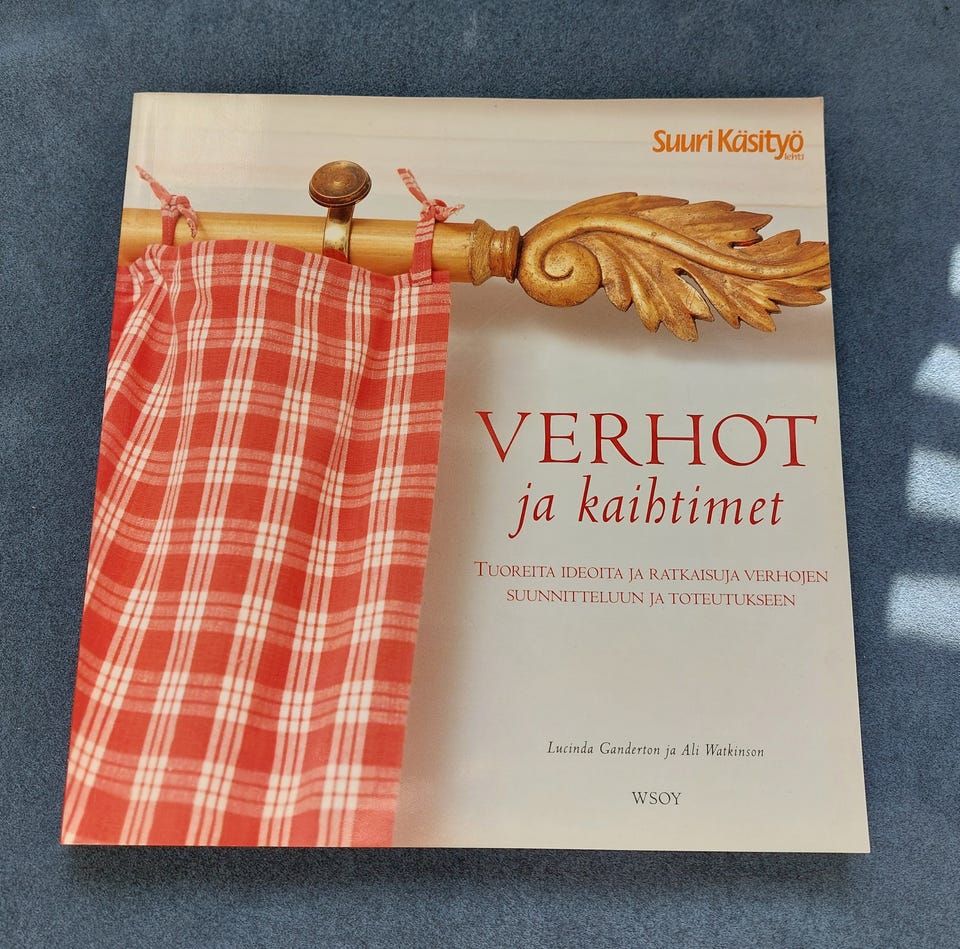 Suuri Käsityö
lehti
VERHOT
ja kaihtimet
TUOREITA IDEOITA JA RATKAISUJA VERHOJEN
SUUNNITTELUUN JA TOTEUTUKSEEN
Lucinda Ganderton ja Ali Watkinson
WSOY